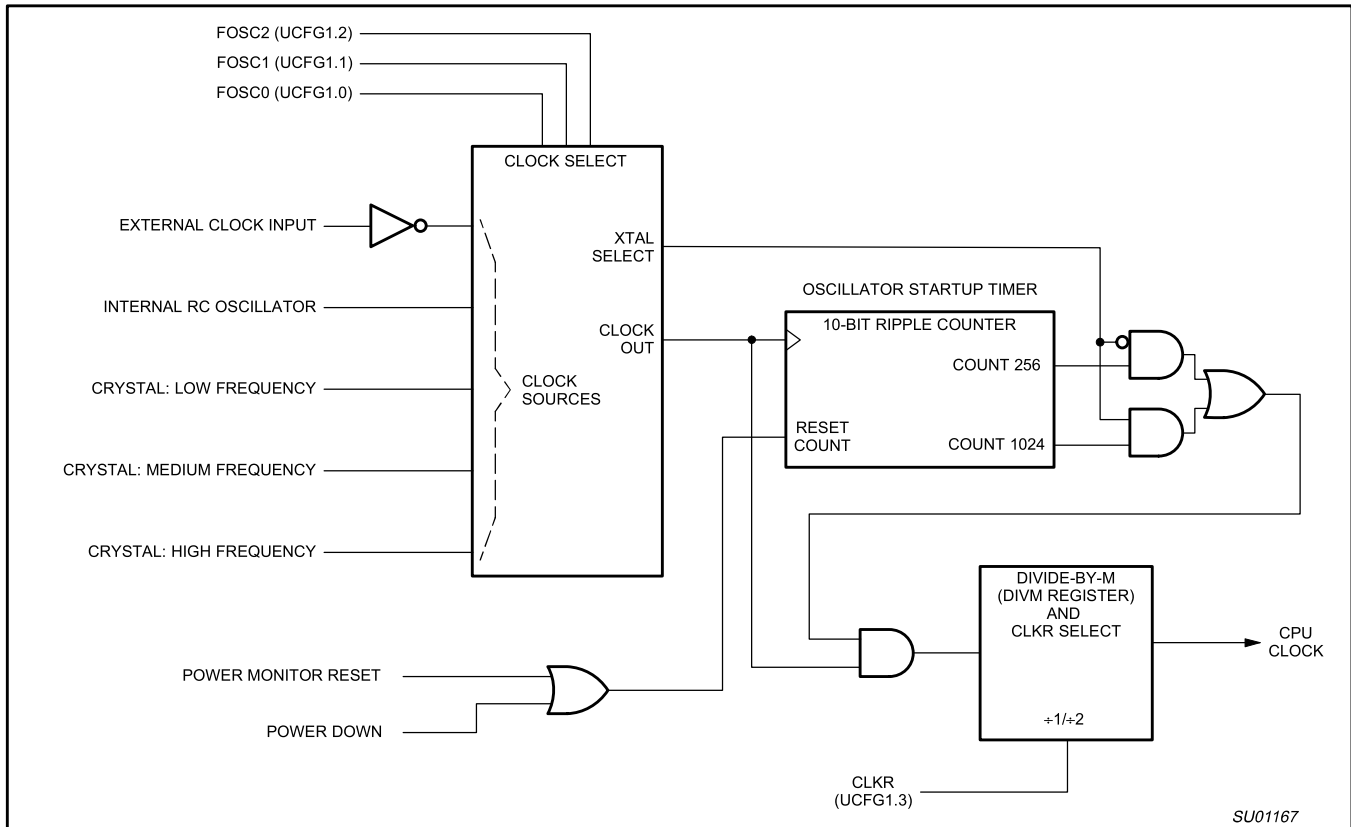 FOSC2 (UCFG1.2)
FOSC1 (UCFG1.1)
FOSC0 (UCFG1.0)
CLOCK SELECT
EXTERNAL CLOCK INPUT
XTAL
SELECT
INTERNAL RC OSCILLATOR
OSCILLATOR STARTUP TIMER
10-BIT RIPPLE COUNTER
CLOCK
OUT
COUNT 256
CRYSTAL: LOW FREQUENCY
CLOCK
SOURCES
RESET
COUNT
COUNT 1024
CRYSTAL: MEDIUM FREQUENCY
CRYSTAL: HIGH FREQUENCY
DIVIDE-BY-M
(DIVM REGISTER)
AND
CLKR SELECT
CPU
CLOCK
POWER MONITOR RESET
POWER DOWN
÷1/÷2
CLKR
(UCFG1.3)
SU01167